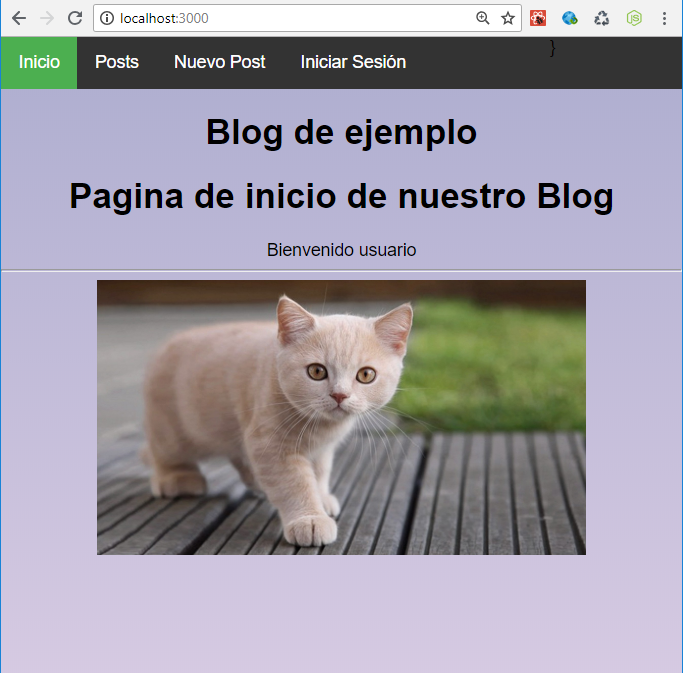 localhost:3000
Inicio Posts Nuevo Post Iniciar Sesión }
Blog de ejemplo
Pagina de inicio de nuestro Blog
Bienvenido usuario